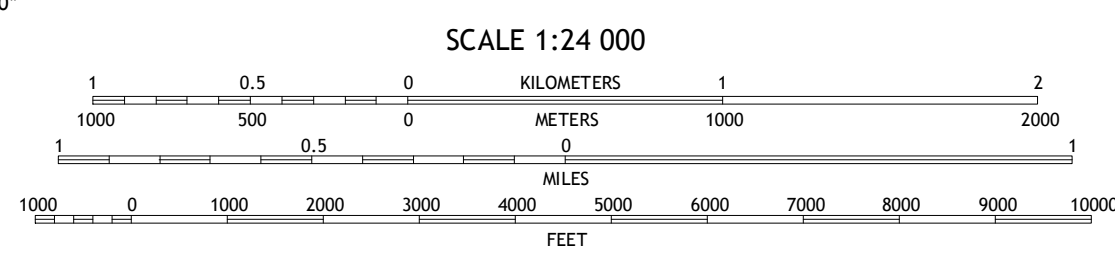 0"
SCALE 1:24 000
1 0.5 0 KILOMETERS 1 2
1000 500 0 METERS 1000 2000
1 0.5 0 1
MILES
1000 0 1000 2000 3000 4000 5000 6000 7000 8000 9000 10000
FEET